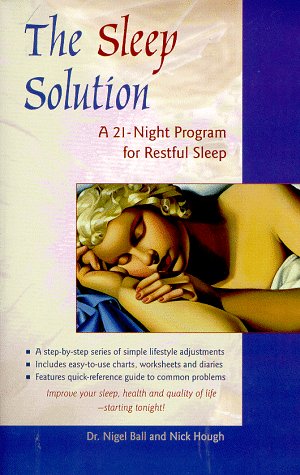 The Sleep
Solution
A 21-Night Program
for Restful Sleep
▪ A step-by-step series of simple lifestyle adjustments
▪ Includes easy-to-use charts, worksheets and diaries
▪ Features quick-reference guide to common problems
Improve your sleep, health and quality of life
—starting tonight!
Dr. Nigel Ball and Nick Hough